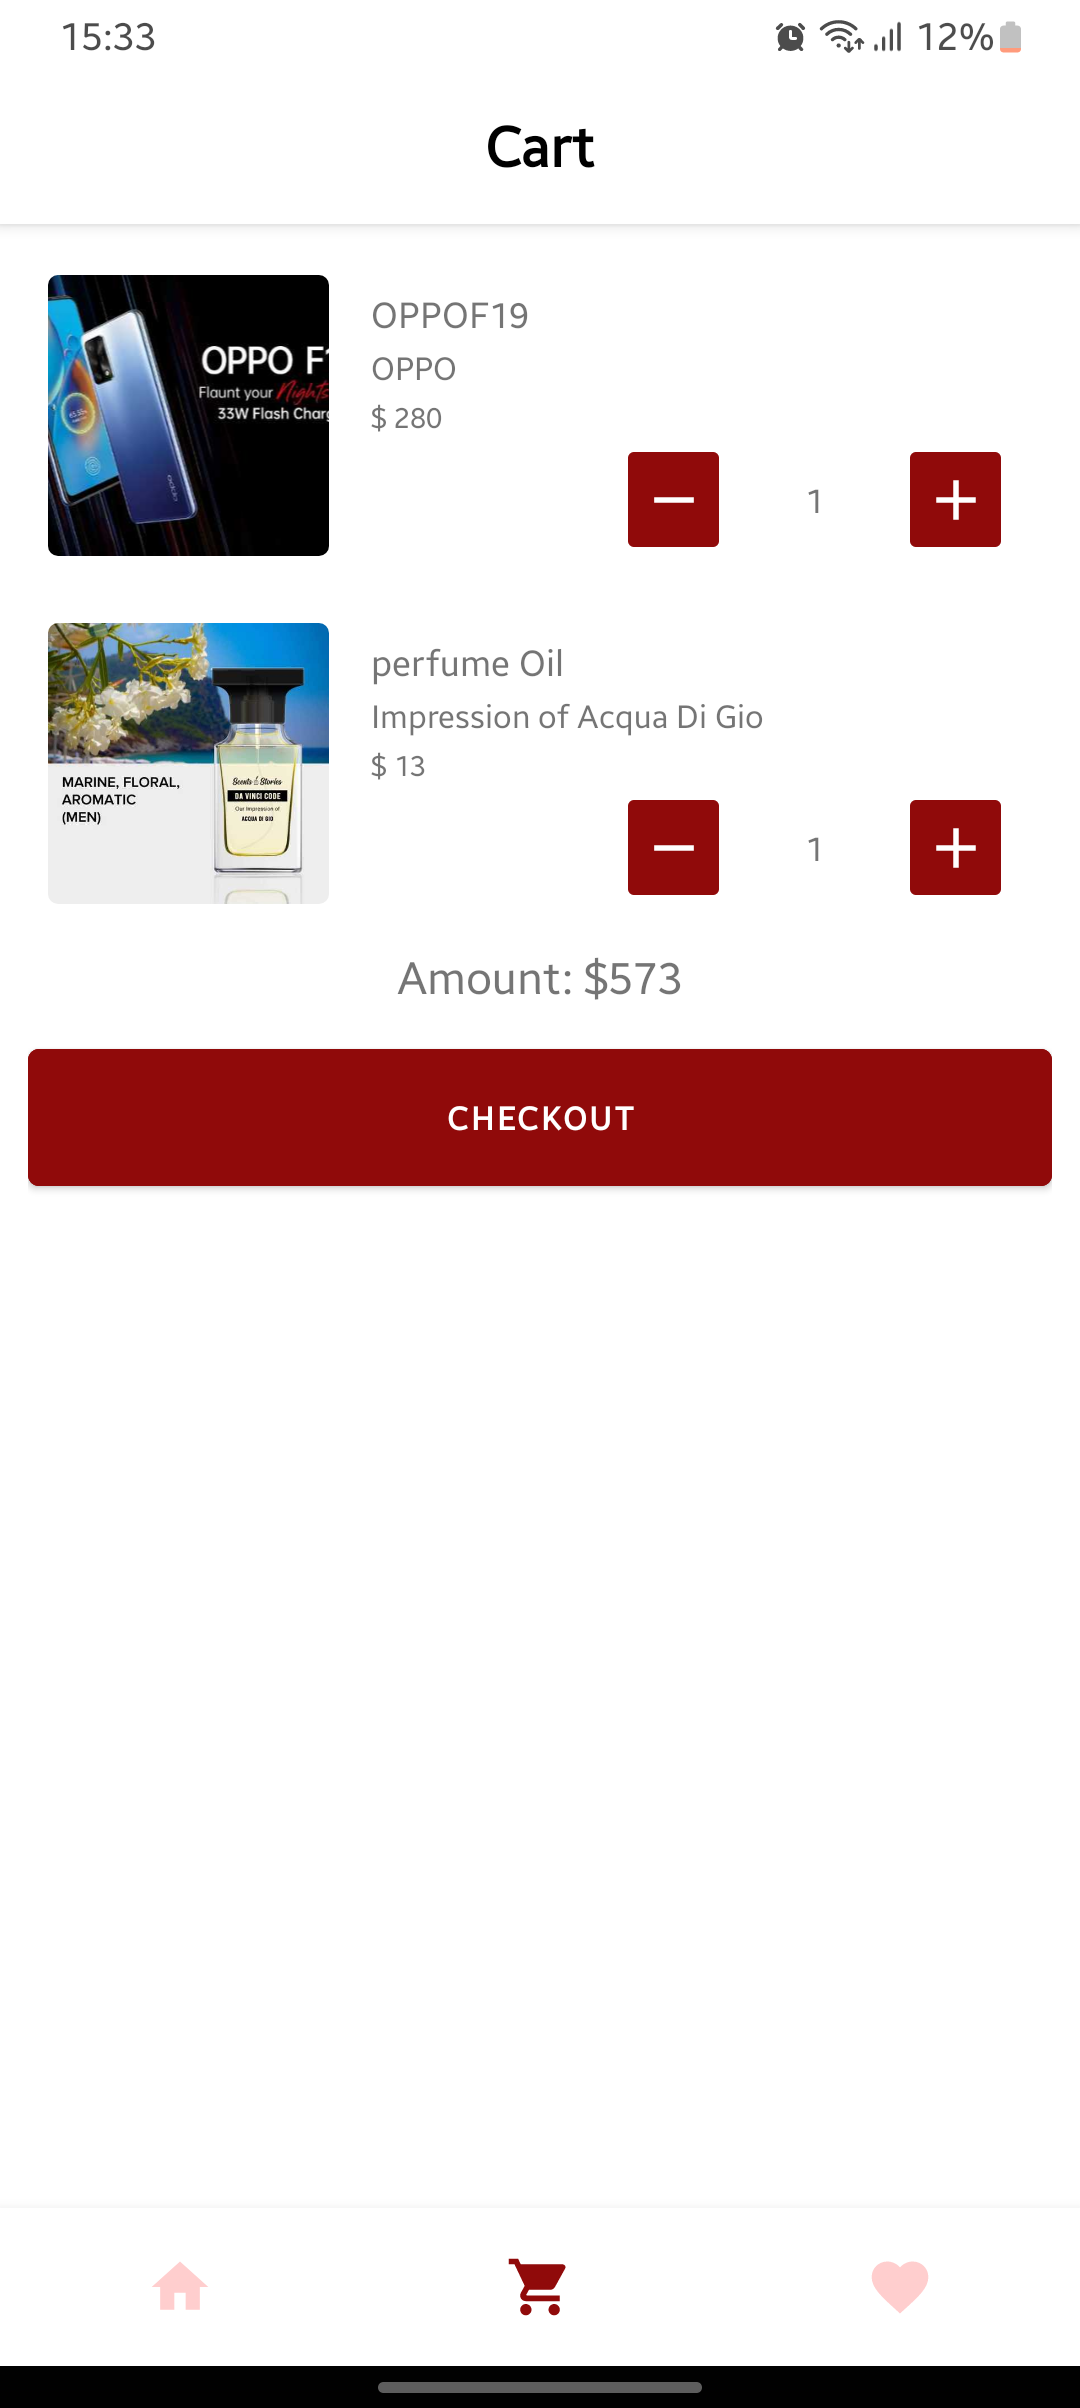 15:33
12%
Cart
OPPO F
Flaunt your Nights
33W Flash Charg
OPPOF19
OPPO
$ 280
1
MARINE, FLORAL,
AROMATIC
(MEN)
Scents & Stories
DA VINCI CODE
Our Impression of
ACQUA DI GIO
perfume Oil
Impression of Acqua Di Gio
$ 13
1
Amount: $573
CHECKOUT